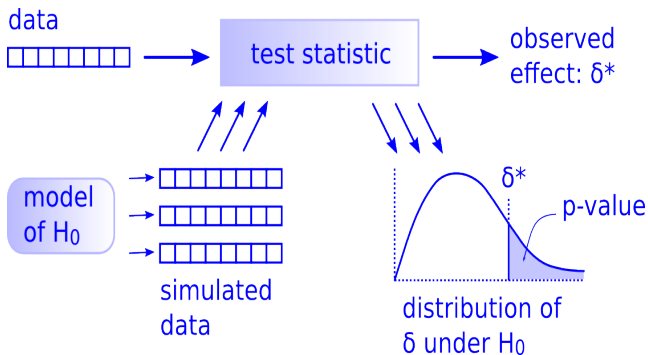 data
test statistic
observed
effect: δ*
model
of H₀
simulated
data
δ*
p-value
distribution of
δ under H₀